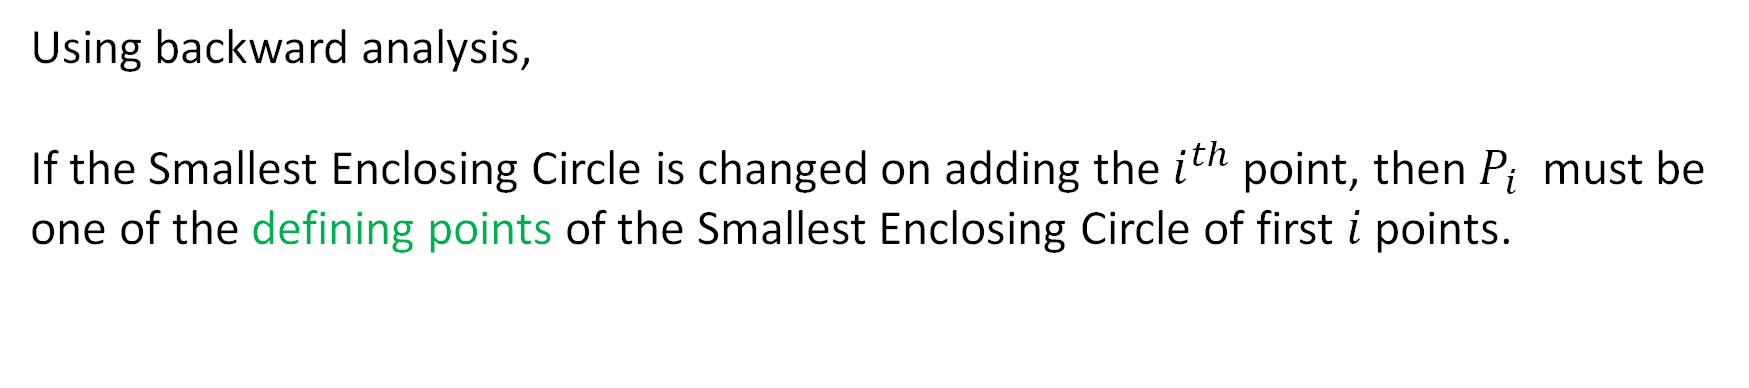 Using backward analysis,
If the Smallest Enclosing Circle is changed on adding the 𝑖ᵗʰ point, then 𝑃ᵢ must be
one of the defining points of the Smallest Enclosing Circle of first 𝑖 points.